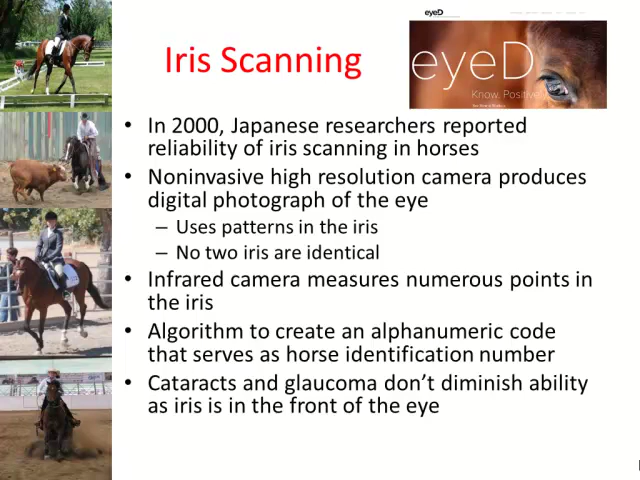 eyeD
Iris Scanning
eyeD
Know. Positive
• In 2000, Japanese researchers reported
reliability of iris scanning in horses
• Noninvasive high resolution camera produces
digital photograph of the eye
– Uses patterns in the iris
– No two iris are identical
• Infrared camera measures numerous points in
the iris
• Algorithm to create an alphanumeric code
that serves as horse identification number
• Cataracts and glaucoma don’t diminish ability
as iris is in the front of the eye